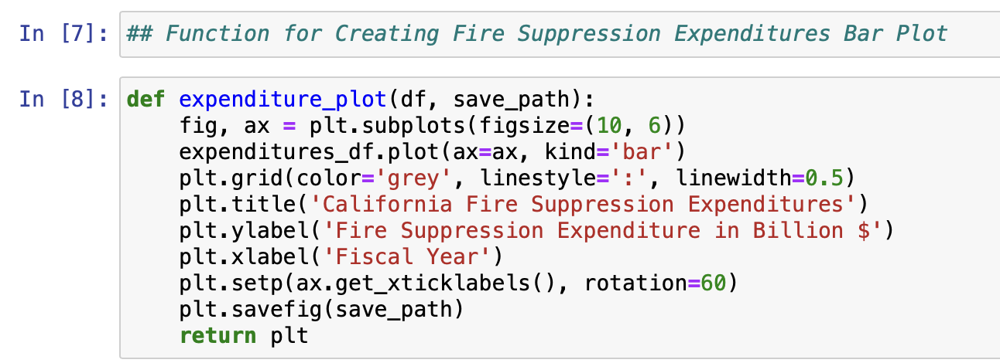 In [7]: ## Function for Creating Fire Suppression Expenditures Bar Plot
In [8]: def expenditure_plot(df, save_path):
    fig, ax = plt.subplots(figsize=(10, 6))
    expenditures_df.plot(ax=ax, kind='bar')
    plt.grid(color='grey', linestyle=':', linewidth=0.5)
    plt.title('California Fire Suppression Expenditures')
    plt.ylabel('Fire Suppression Expenditure in Billion $')
    plt.xlabel('Fiscal Year')
    plt.setp(ax.get_xticklabels(), rotation=60)
    plt.savefig(save_path)
    return plt